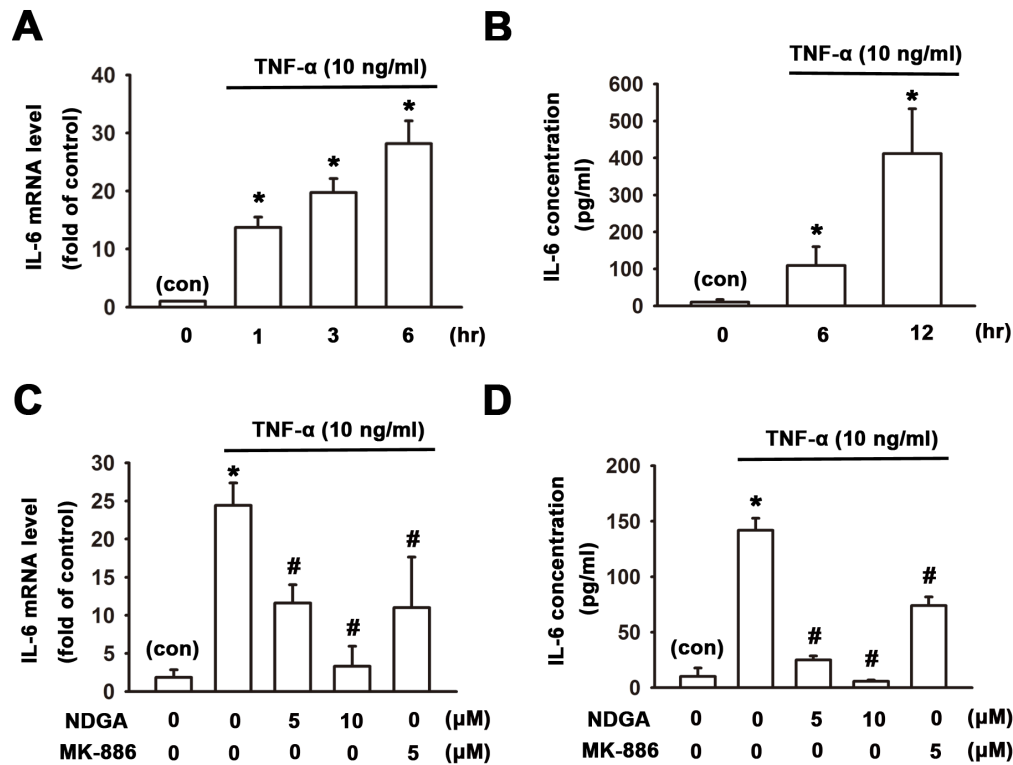 A
TNF-α (10 ng/ml)
IL-6 mRNA level
(fold of control)
40
30
20
10
0
(con)
*
*
*
0 1 3 6 (hr)
B
TNF-α (10 ng/ml)
IL-6 concentration
(pg/ml)
600
500
400
300
200
100
0
(con)
*
*
0 6 12 (hr)
C
TNF-α (10 ng/ml)
IL-6 mRNA level
(fold of control)
30
25
20
15
10
5
0
(con)
*
#
#
#
NDGA 0 0 5 10 0 (µM)
MK-886 0 0 0 0 5 (µM)
D
TNF-α (10 ng/ml)
IL-6 concentration
(pg/ml)
200
150
100
50
0
(con)
*
#
#
#
NDGA 0 0 5 10 0 (µM)
MK-886 0 0 0 0 5 (µM)